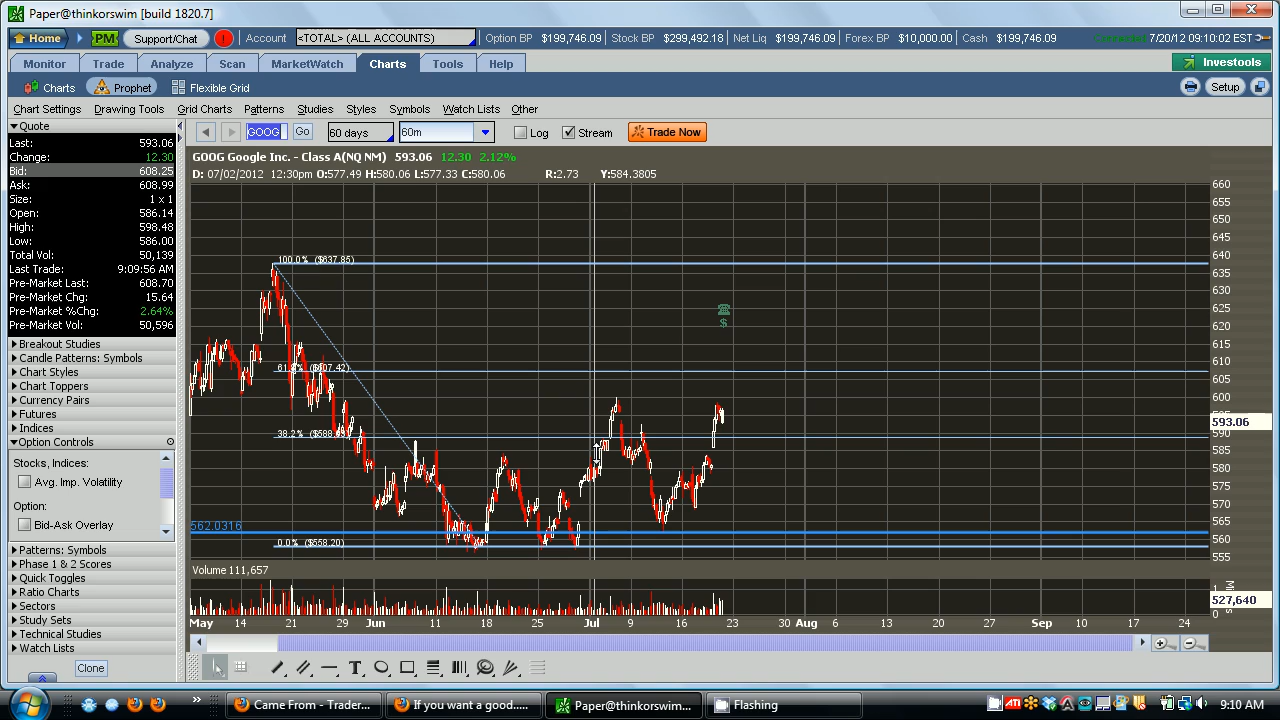 Paper@thinkorswim [build 1820.7]
Home PM Support/Chat Account <TOTAL> (ALL ACCOUNTS) Option BP $199,746.09 Stock BP $299,492.18 Net Liq $199,746.09 Forex BP $10,000.00 Cash $199,746.09 7/20/12 09:10:02 EST
Monitor Trade Analyze Scan MarketWatch Charts Tools Help Investools
Charts Prophet Flexible Grid Setup
Chart Settings Drawing Tools Grid Charts Patterns Studies Styles Symbols Watch Lists Other
GOOG Go 60 days 60m Log Stream Trade Now
Quote
Last: 593.06
Change: 12.30
Bid: 608.25
Ask: 608.99
Size: 1 x 1
Open: 586.14
High: 598.48
Low: 586.00
Total Vol: 50,139
Last Trade: 9:09:56 AM
Pre-Market Last: 608.70
Pre-Market Chg: 15.64
Pre-Market %Chg: 2.64%
Pre-Market Vol: 50,596
Breakout Studies
Candle Patterns: Symbols
Chart Styles
Chart Toppers
Currency Pairs
Futures
Indices
Option Controls
Stocks, Indices:
Avg. Imp. Volatility
Option:
Bid-Ask Overlay
Patterns: Symbols
Phase 1 & 2 Scores
Quick Toggles
Ratio Charts
Sectors
Study Sets
Technical Studies
Watch Lists
Clone
GOOG Google Inc. - Class A(NQ NM) 593.06 12.30 2.12%
D: 07/02/2012 12:30pm O:577.49 H:580.06 L:577.33 C:580.06 R:2.73 Y:584.3805
660
655
650
645
640
635
630
625
620
615
610
605
600
590
585
580
575
570
565
560
555
593.06
100.0% ($637.85)
38.2% ($588.63)
562.0316
0.0% ($558.20)
$
Volume 111,657
1
0
527,640
May 14 21 29 Jun 11 18 25 Jul 9 16 23 30 Aug 6 13 20 27 Sep 10 17 24
T
Came From - Trader... If you want a good..... Paper@thinkorswim... Flashing ATI 9:10 AM